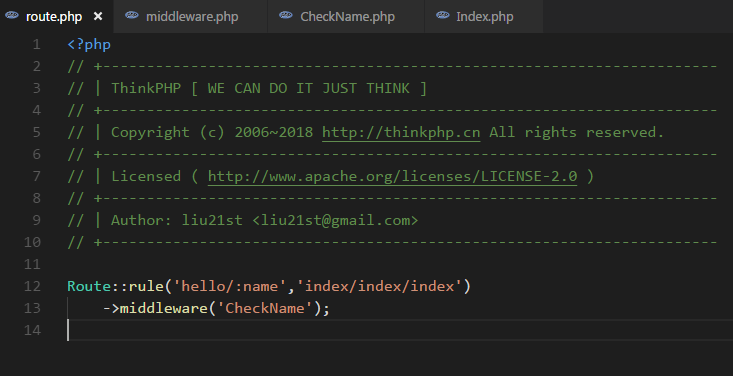 route.php × middleware.php CheckName.php Index.php
1 <?php
2 // +----------------------------------------------------------------------
3 // | ThinkPHP [ WE CAN DO IT JUST THINK ]
4 // +----------------------------------------------------------------------
5 // | Copyright (c) 2006~2018 http://thinkphp.cn All rights reserved.
6 // +----------------------------------------------------------------------
7 // | Licensed ( http://www.apache.org/licenses/LICENSE-2.0 )
8 // +----------------------------------------------------------------------
9 // | Author: liu21st <liu21st@gmail.com>
10 // +----------------------------------------------------------------------
11
12 Route::rule('hello/:name','index/index/index')
13     ->middleware('CheckName');
14